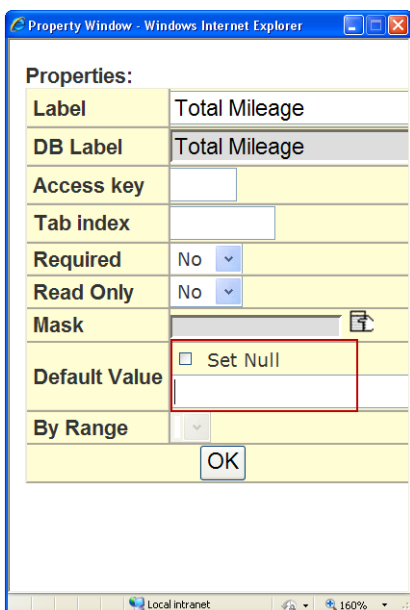 Property Window - Windows Internet Explorer
Properties:
Label Total Mileage
DB Label Total Mileage
Access key
Tab index
Required No
Read Only No
Mask
Default Value Set Null
By Range
OK
Local intranet 160%